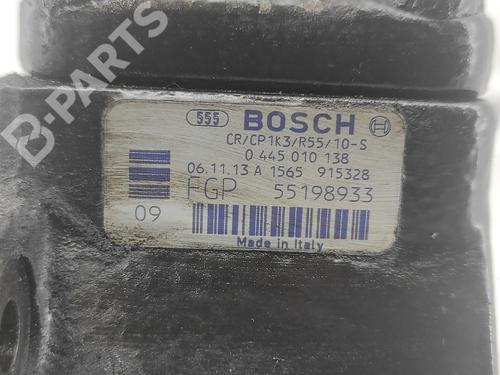 B-PARTS
555 BOSCH
CR/CP1K3/R55/10-S
0 445 010 138
06.11.13 A 1565 915328
FGP 55198933
09
Made in Italy